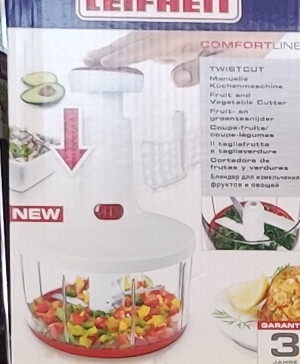 LEIFHEIT
COMFORTLINE
TWISTCUT
Manuelle
Küchenmaschine
Fruit and
Vegetable Cutter
Fruit- en
groentesnijder
Coupe-fruits/
coupe-légumes
Il tagliafrutta
e tagliaverdure
Cortadora de
frutas y verduras
Блендер для измельчения
фруктов и овощей
NEW
GARANT
3
JAHRE